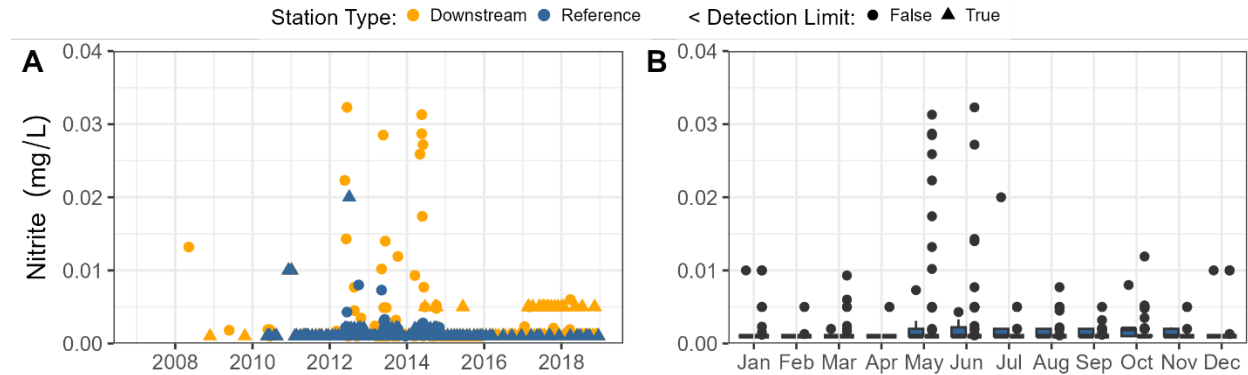 Station Type: Downstream Reference < Detection Limit: False True
A
B
Nitrite (mg/L)
0.04
0.03
0.02
0.01
0.00
2008 2010 2012 2014 2016 2018
0.04
0.03
0.02
0.01
0.00
Jan Feb Mar Apr May Jun Jul Aug Sep Oct Nov Dec